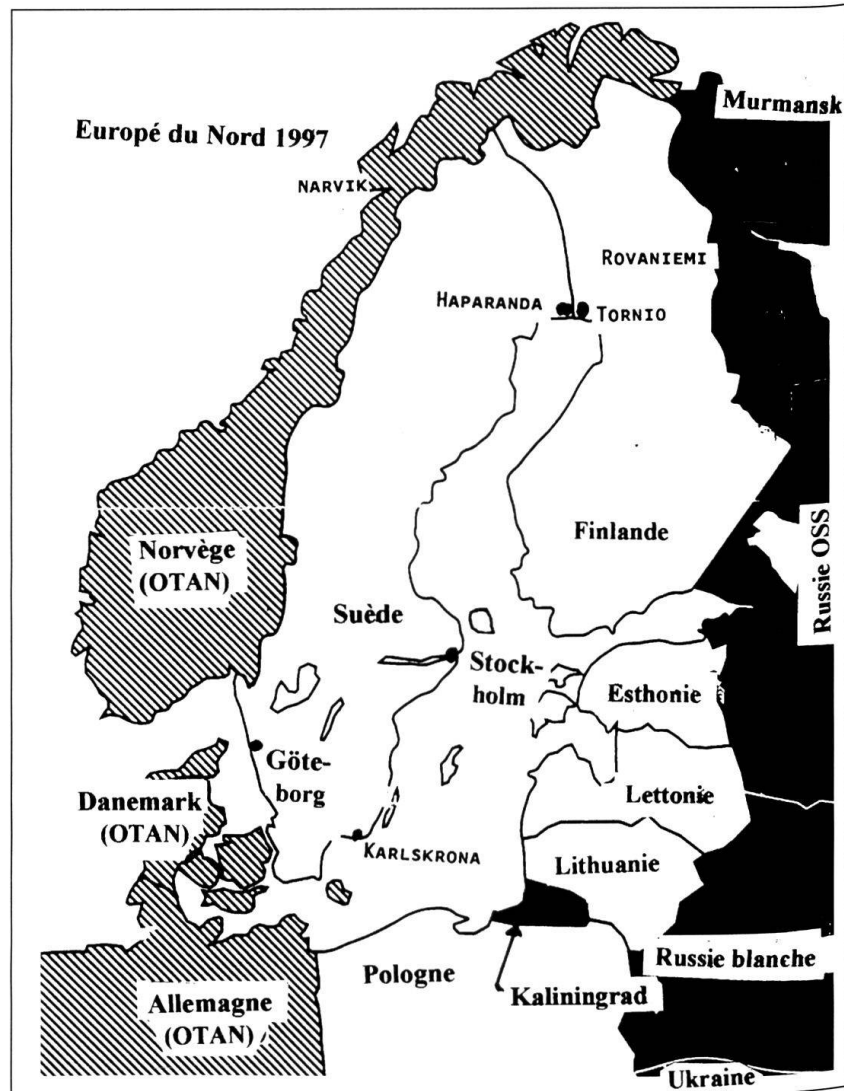 Murmansk
Europé du Nord 1997
NARVIK
ROVANIEMI
HAPARANDA
TORNIO
Finlande
Norvège
(OTAN)
Russie OSS
Suède
Stock-
holm
Esthonie
Göte-
borg
Danemark
(OTAN)
Lettonie
KARLSKRONA
Lithuanie
Russie blanche
Pologne
Kaliningrad
Allemagne
(OTAN)
Ukraine